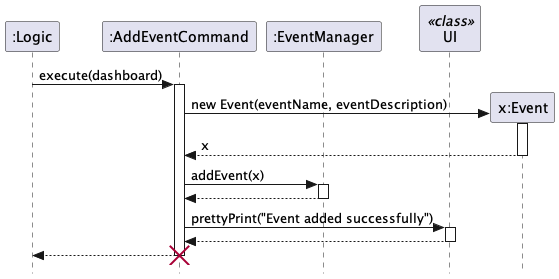 :Logic
:AddEventCommand
:EventManager
«class»
UI
execute(dashboard)
new Event(eventName, eventDescription)
x:Event
x
addEvent(x)
prettyPrint("Event added successfully")